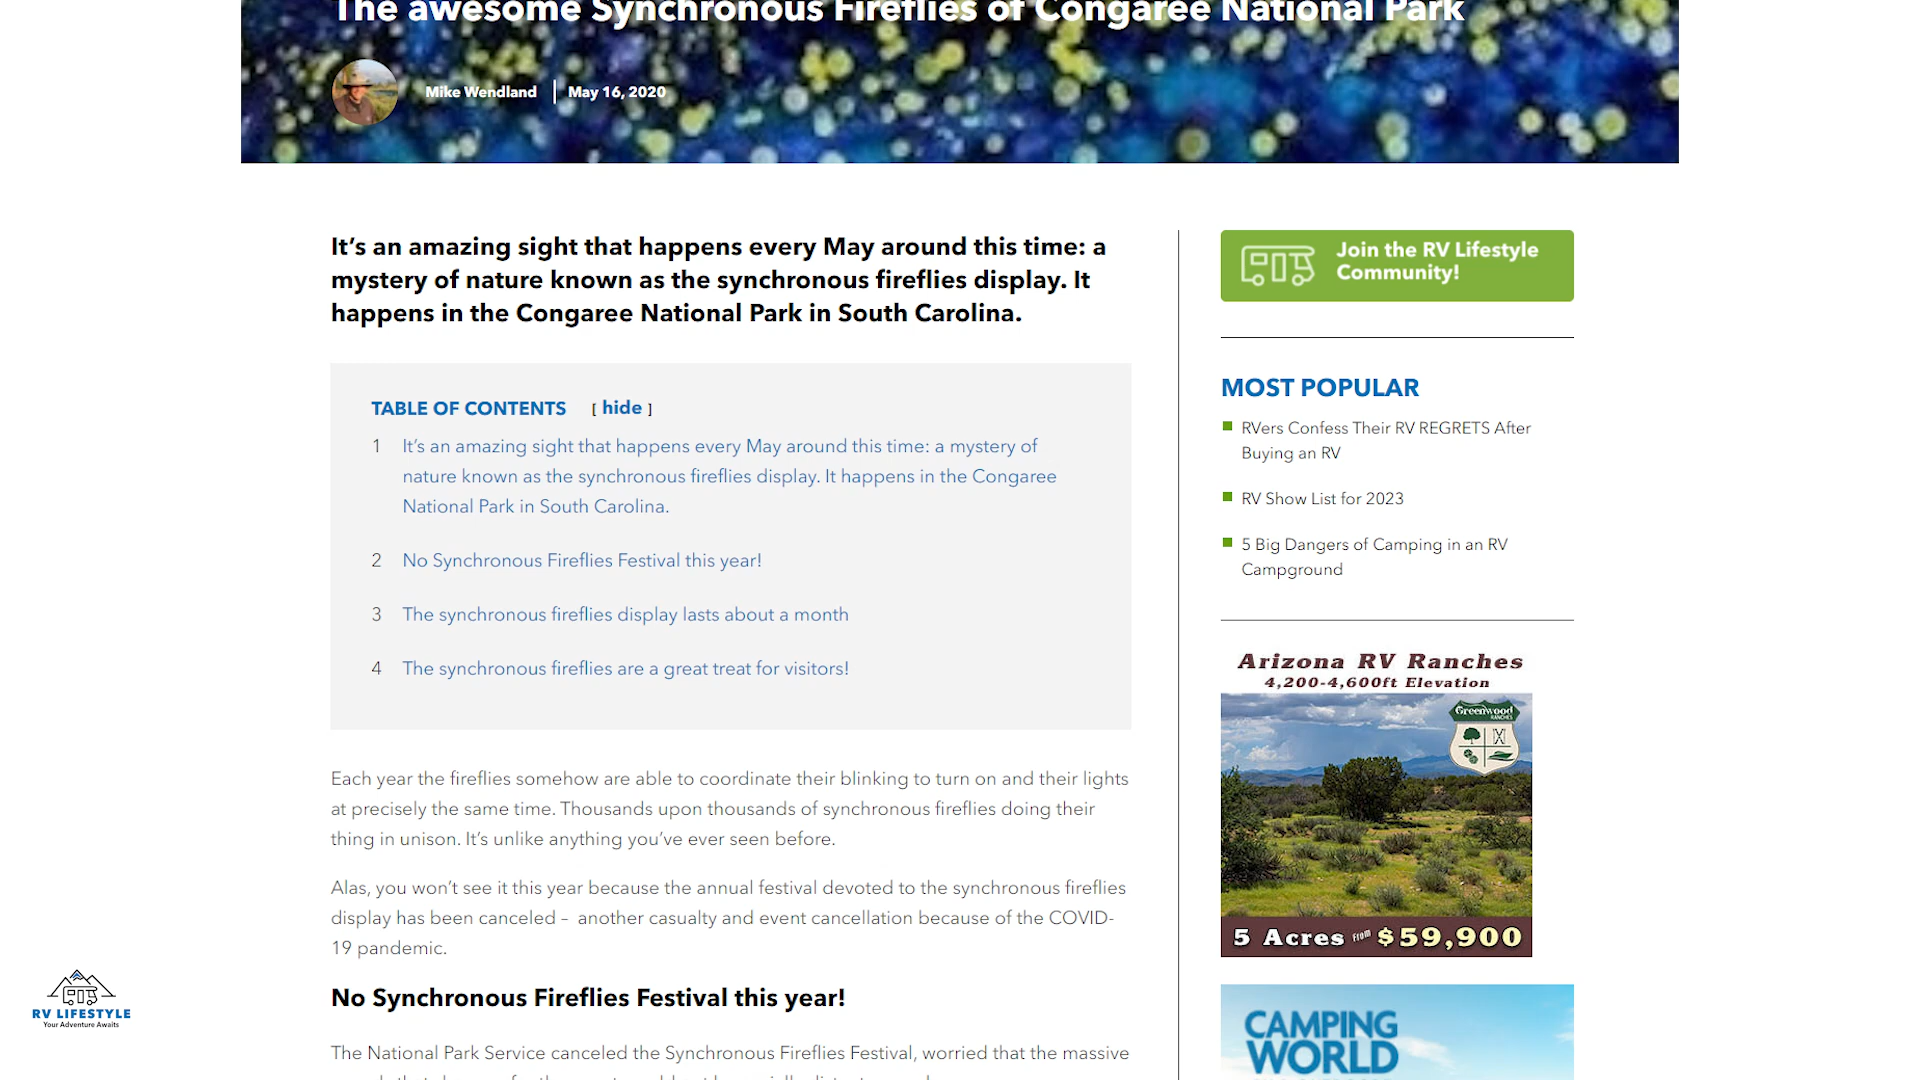 The awesome Synchronous Fireflies of Congaree National Park
Mike Wendland | May 16, 2020
It’s an amazing sight that happens every May around this time: a
mystery of nature known as the synchronous fireflies display. It
happens in the Congaree National Park in South Carolina.
TABLE OF CONTENTS [ hide ]
1 It’s an amazing sight that happens every May around this time: a mystery of
nature known as the synchronous fireflies display. It happens in the Congaree
National Park in South Carolina.
2 No Synchronous Fireflies Festival this year!
3 The synchronous fireflies display lasts about a month
4 The synchronous fireflies are a great treat for visitors!
Each year the fireflies somehow are able to coordinate their blinking to turn on and their lights
at precisely the same time. Thousands upon thousands of synchronous fireflies doing their
thing in unison. It’s unlike anything you’ve ever seen before.
Alas, you won’t see it this year because the annual festival devoted to the synchronous fireflies
display has been canceled – another casualty and event cancellation because of the COVID-
19 pandemic.
No Synchronous Fireflies Festival this year!
The National Park Service canceled the Synchronous Fireflies Festival, worried that the massive
Join the RV Lifestyle
Community!
MOST POPULAR
RVers Confess Their RV REGRETS After
Buying an RV
RV Show List for 2023
5 Big Dangers of Camping in an RV
Campground
Arizona RV Ranches
4,200-4,600ft Elevation
Greenwood
RANCHES
5 Acres From $59,900
CAMPING
WORLD
RV LIFESTYLE
Your Adventure Awaits